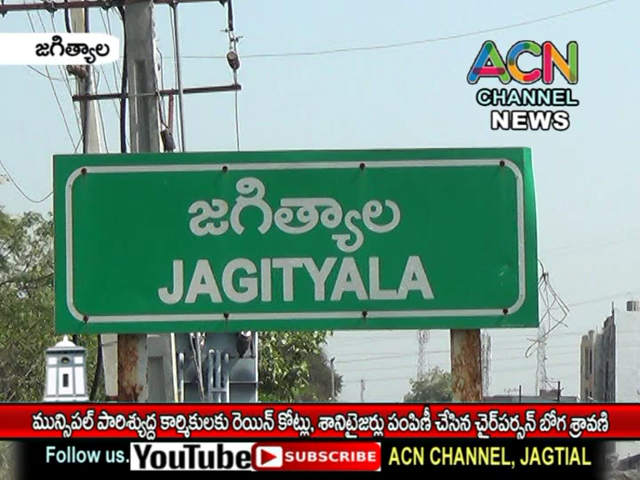 జగిత్యాల
ACN
CHANNEL
NEWS
జగిత్యాల
JAGITYALA
మున్సిపల్ పారిశుద్ద కార్మికులకు రెయిన్ కోట్లు, శానిటైజర్లు పంపిణీ చేసిన చైర్‌పర్సన్ బోగ శ్రావణి
Follow us. YouTube SUBSCRIBE ACN CHANNEL, JAGTIAL